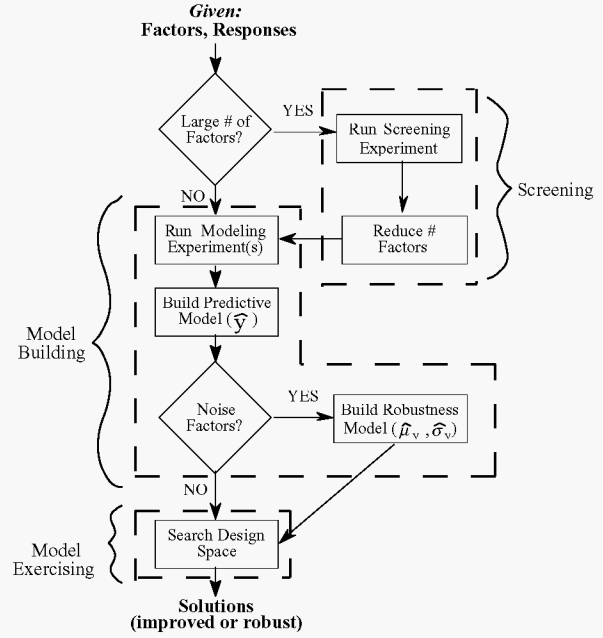 Given:
Factors, Responses
Large # of
Factors?
YES
Run Screening
Experiment
Screening
NO
Run Modeling
Experiment(s)
Reduce #
Factors
Build Predictive
Model (ŷ)
Model
Building
Noise
Factors?
YES
Build Robustness
Model (μ̂ᵥ, σ̂ᵥ)
NO
Search Design
Space
Model
Exercising
Solutions
(improved or robust)